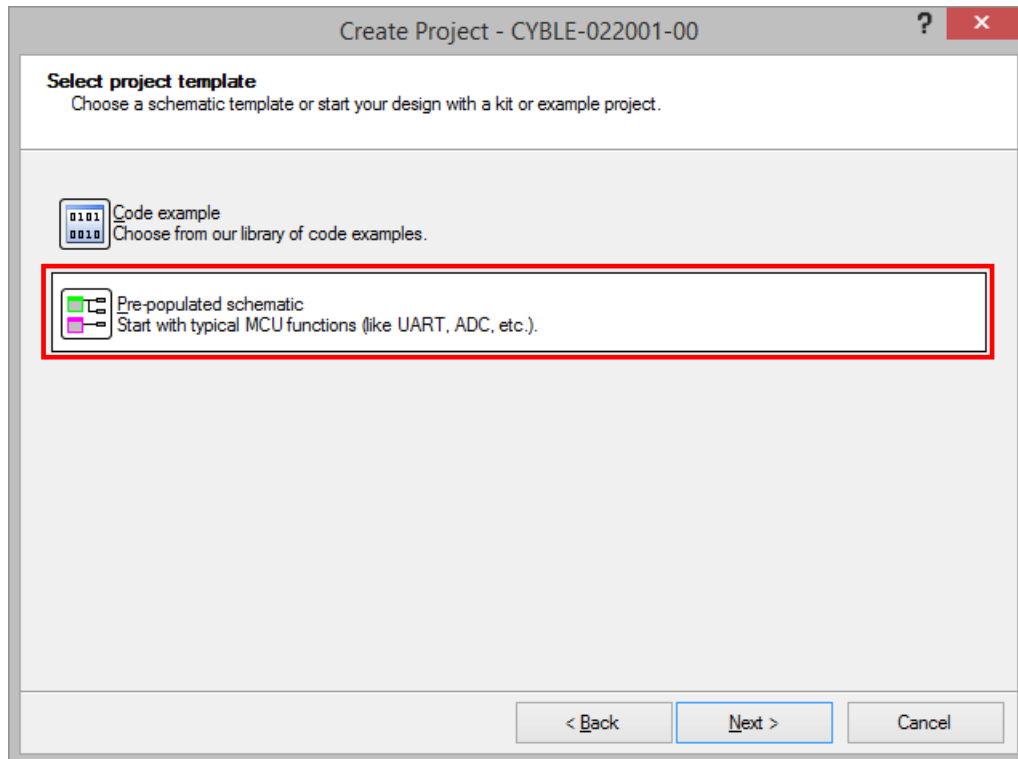 Create Project - CYBLE-022001-00
?
×
Select project template
Choose a schematic template or start your design with a kit or example project.
0101
0010
Code example
Choose from our library of code examples.
Pre-populated schematic
Start with typical MCU functions (like UART, ADC, etc.).
< Back
Next >
Cancel